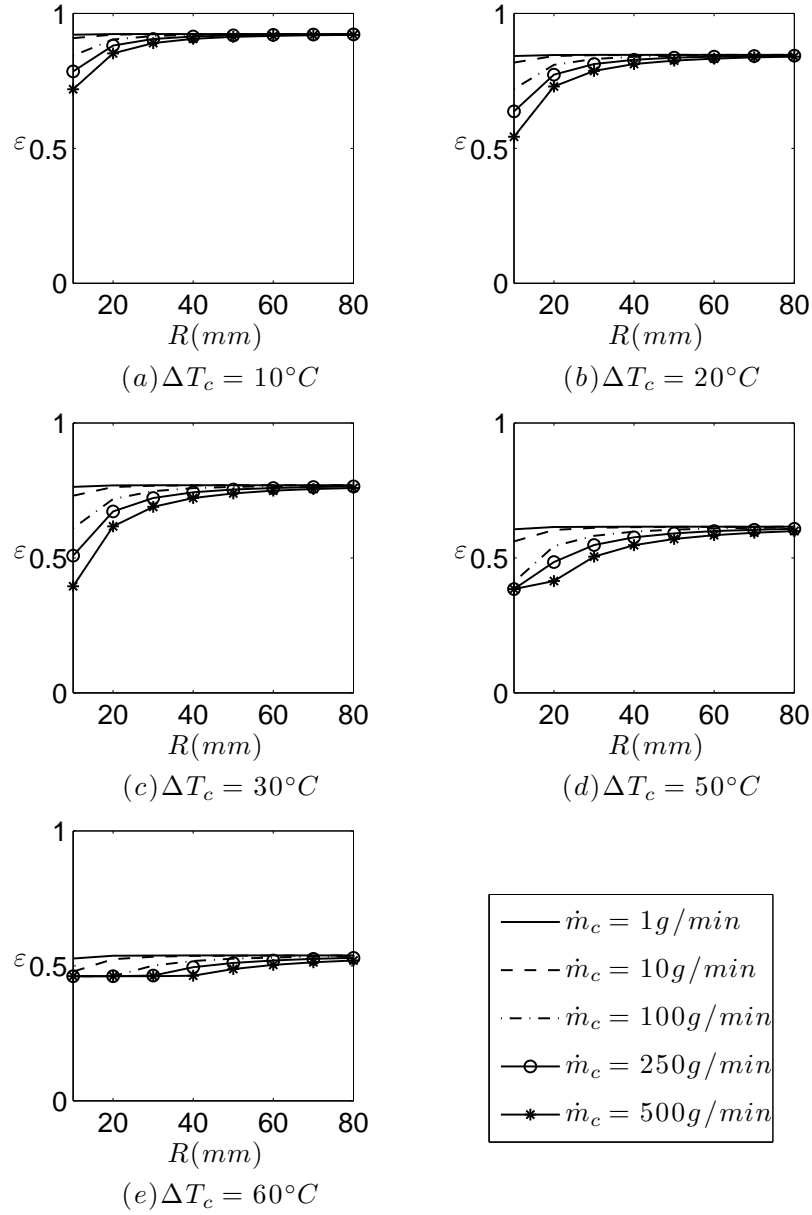 1
0.5
ε
0
20 40 60 80
R(mm)
(a)ΔT_c = 10°C
1
0.5
ε
0
20 40 60 80
R(mm)
(b)ΔT_c = 20°C
1
0.5
ε
0
20 40 60 80
R(mm)
(c)ΔT_c = 30°C
1
0.5
ε
0
20 40 60 80
R(mm)
(d)ΔT_c = 50°C
1
0.5
ε
0
20 40 60 80
R(mm)
(e)ΔT_c = 60°C
ṁ_c = 1g/min
ṁ_c = 10g/min
ṁ_c = 100g/min
ṁ_c = 250g/min
ṁ_c = 500g/min